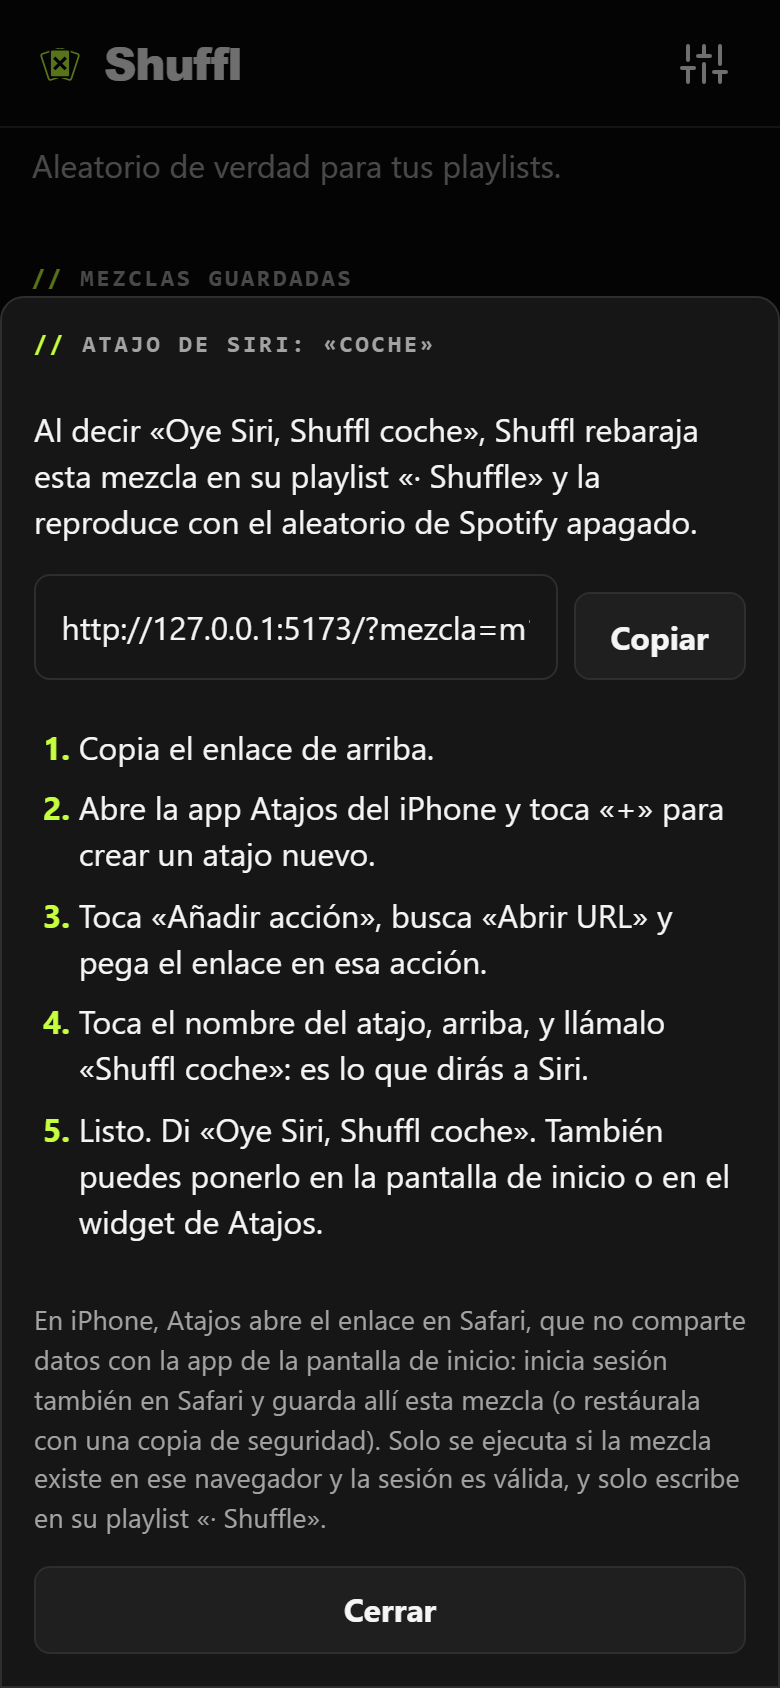 Shuffl
Aleatorio de verdad para tus playlists.
// MEZCLAS GUARDADAS
// ATAJO DE SIRI: «COCHE»
Al decir «Oye Siri, Shuffl coche», Shuffl rebaraja
esta mezcla en su playlist «· Shuffle» y la
reproduce con el aleatorio de Spotify apagado.
http://127.0.0.1:5173/?mezcla=m
Copiar
1. Copia el enlace de arriba.
2. Abre la app Atajos del iPhone y toca «+» para
crear un atajo nuevo.
3. Toca «Añadir acción», busca «Abrir URL» y
pega el enlace en esa acción.
4. Toca el nombre del atajo, arriba, y llámalo
«Shuffl coche»: es lo que dirás a Siri.
5. Listo. Di «Oye Siri, Shuffl coche». También
puedes ponerlo en la pantalla de inicio o en el
widget de Atajos.
En iPhone, Atajos abre el enlace en Safari, que no comparte
datos con la app de la pantalla de inicio: inicia sesión
también en Safari y guarda allí esta mezcla (o restáurala
con una copia de seguridad). Solo se ejecuta si la mezcla
existe en ese navegador y la sesión es válida, y solo escribe
en su playlist «· Shuffle».
Cerrar